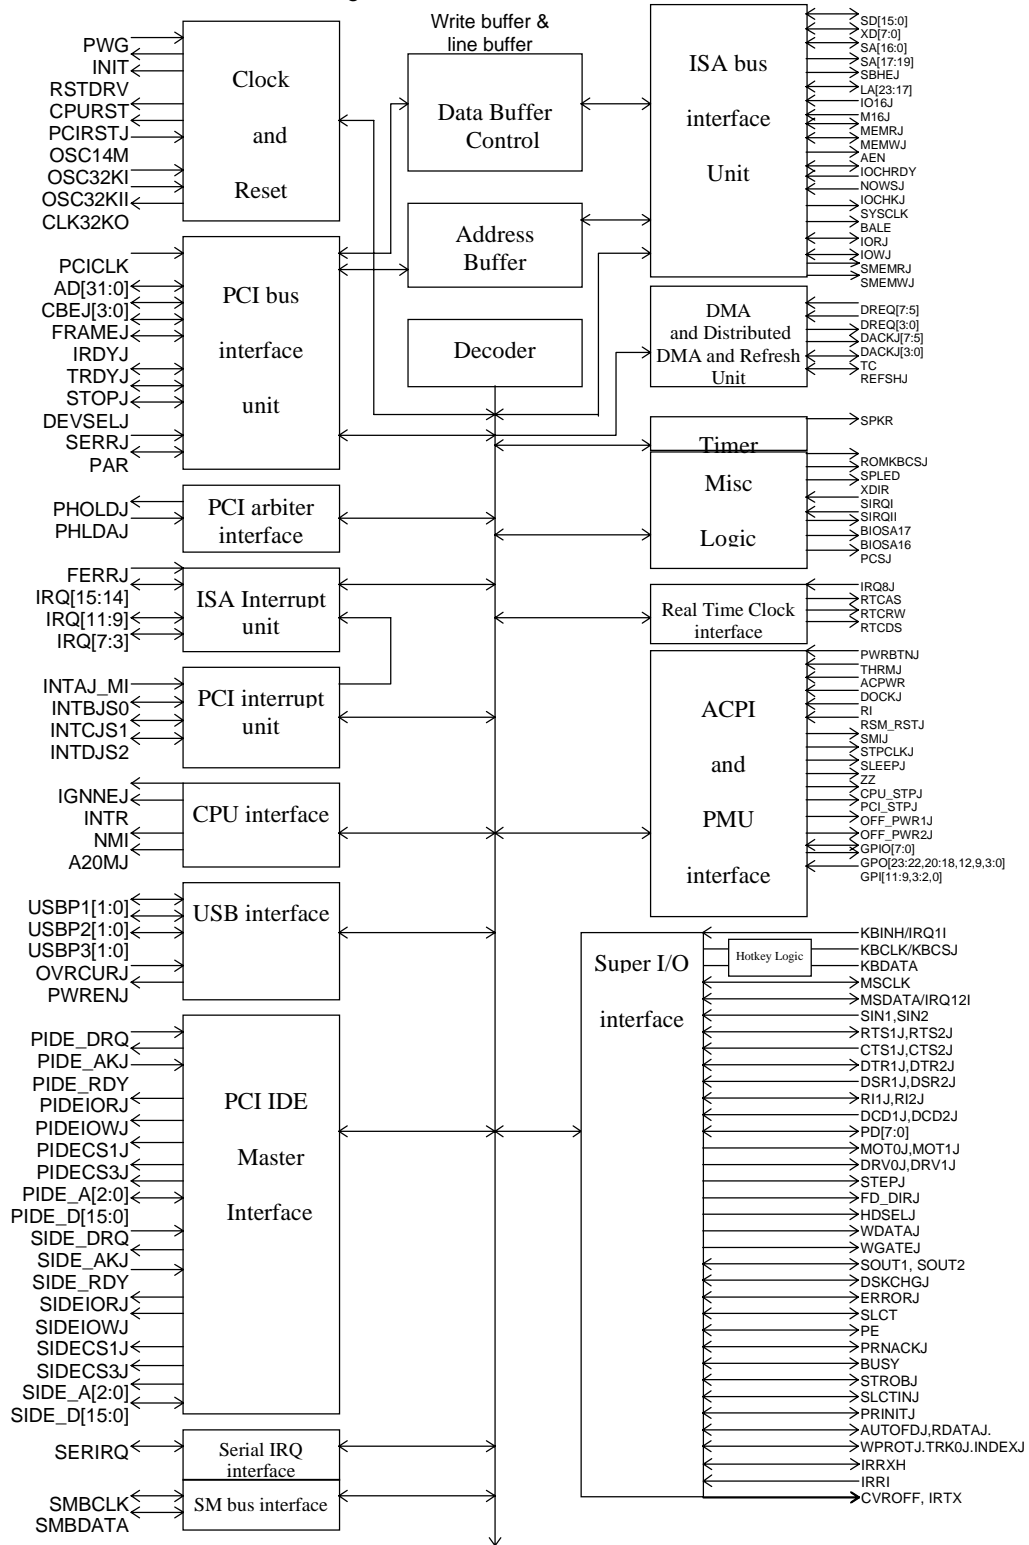 Write buffer &
line buffer
PWG
INIT
RSTDRV
CPURST
PCIRSTJ
OSC14M
OSC32KI
OSC32KII
CLK32KO
Clock
and
Reset
PCICLK
AD[31:0]
CBEJ[3:0]
FRAMEJ
IRDYJ
TRDYJ
STOPJ
DEVSELJ
SERRJ
PAR
PCI bus
interface
unit
PHOLDJ
PHLDAJ
PCI arbiter
interface
FERRJ
IRQ[15:14]
IRQ[11:9]
IRQ[7:3]
ISA Interrupt
unit
INTAJ_MI
INTBJS0
INTCJS1
INTDJS2
PCI interrupt
unit
IGNNEJ
INTR
NMI
A20MJ
CPU interface
USBP1[1:0]
USBP2[1:0]
USBP3[1:0]
OVRCURJ
PWRENJ
USB interface
PIDE_DRQ
PIDE_AKJ
PIDE_RDY
PIDEIORJ
PIDEIOWJ
PIDECS1J
PIDECS3J
PIDE_A[2:0]
PIDE_D[15:0]
SIDE_DRQ
SIDE_AKJ
SIDE_RDY
SIDEIORJ
SIDEIOWJ
SIDECS1J
SIDECS3J
SIDE_A[2:0]
SIDE_D[15:0]
PCI IDE
Master
Interface
SERIRQ
Serial IRQ
interface
SMBCLK
SMBDATA
SM bus interface
Data Buffer
Control
Address
Buffer
Decoder
ISA bus
interface
Unit
SD[15:0]
XD[7:0]
SA[16:0]
SA[17:19]
SBHEJ
LA[23:17]
IO16J
M16J
MEMRJ
MEMWJ
AEN
IOCHRDY
NOWSJ
IOCHKJ
SYSCLK
BALE
IORJ
IOWJ
SMEMRJ
SMEMWJ
DMA
and Distributed
DMA and Refresh
Unit
DREQ[7:5]
DREQ[3:0]
DACKJ[7:5]
DACKJ[3:0]
TC
REFSHJ
Timer
SPKR
Misc
Logic
ROMKBCSJ
SPLED
XDIR
SIRQI
SIRQII
BIOSA17
BIOSA16
PCSJ
Real Time Clock
interface
IRQ8J
RTCAS
RTCRW
RTCDS
ACPI
and
PMU
interface
PWRBTNJ
THRMJ
ACPWR
DOCKJ
RI
RSM_RSTJ
SMIJ
STPCLKJ
SLEEPJ
ZZ
CPU_STPJ
PCI_STPJ
OFF_PWR1J
OFF_PWR2J
GPIO[7:0]
GPO[23:22,20:18,12,9,3:0]
GPI[11:9,3:2,0]
Super I/O
interface
Hotkey Logic
KBINH/IRQ1I
KBCLK/KBCSJ
KBDATA
MSCLK
MSDATA/IRQ12I
SIN1,SIN2
RTS1J,RTS2J
CTS1J,CTS2J
DTR1J,DTR2J
DSR1J,DSR2J
RI1J,RI2J
DCD1J,DCD2J
PD[7:0]
MOT0J,MOT1J
DRV0J,DRV1J
STEPJ
FD_DIRJ
HDSELJ
WDATAJ
WGATEJ
SOUT1, SOUT2
DSKCHGJ
ERRORJ
SLCT
PE
PRNACKJ
BUSY
STROBJ
SLCTINJ
PRINITJ
AUTOFDJ,RDATAJ.
WPROTJ.TRK0J.INDEXJ
IRRXH
IRRI
CVROFF, IRTX